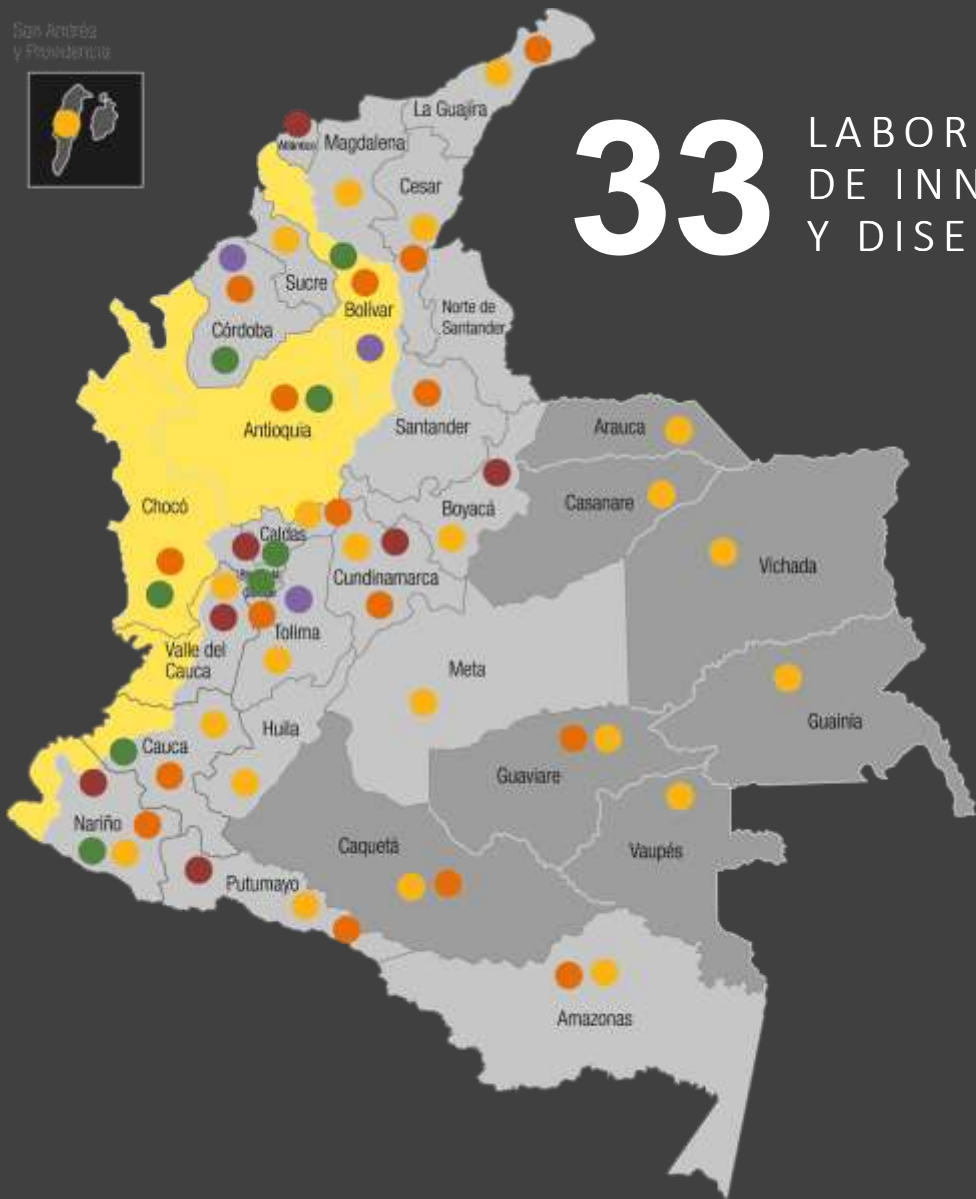 San Andrés
y Providencia
33
LABOR
DE INN
Y DISE
La Guajira
Atlántico
Magdalena
Cesar
Sucre
Bolívar
Norte de
Santander
Córdoba
Antioquia
Santander
Arauca
Chocó
Boyacá
Casanare
Caldas
Vichada
Cundinamarca
Tolima
Valle del
Cauca
Meta
Guainía
Huila
Cauca
Guaviare
Nariño
Caquetá
Vaupés
Putumayo
Amazonas